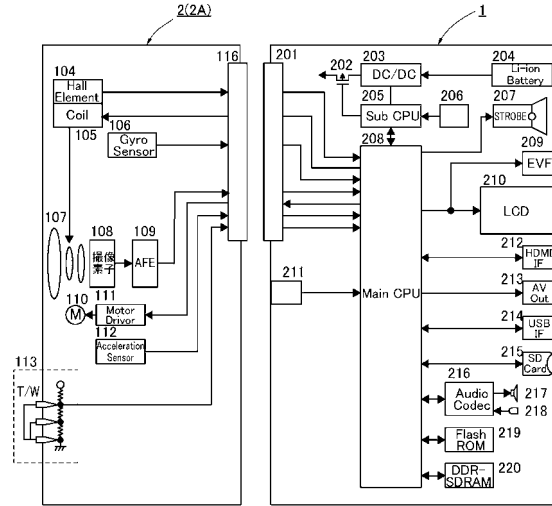 2(2A)
1
116
201
104
Hall
Element
Coil
105
106
Gyro
Sensor
107
108
撮像
素子
109
AFE
110
M
111
Motor
Drivor
112
Acceleration
Sensor
113
T/W
202
203
DC/DC
204
Li-ion
Battery
205
Sub CPU
206
207
STROBE
208
Main CPU
209
EVF
210
LCD
211
212
HDMI
IF
213
AV
Out
214
USB
IF
215
SD
Card
216
Audio
Codec
217
218
Flash
ROM
219
DDR-
SDRAM
220